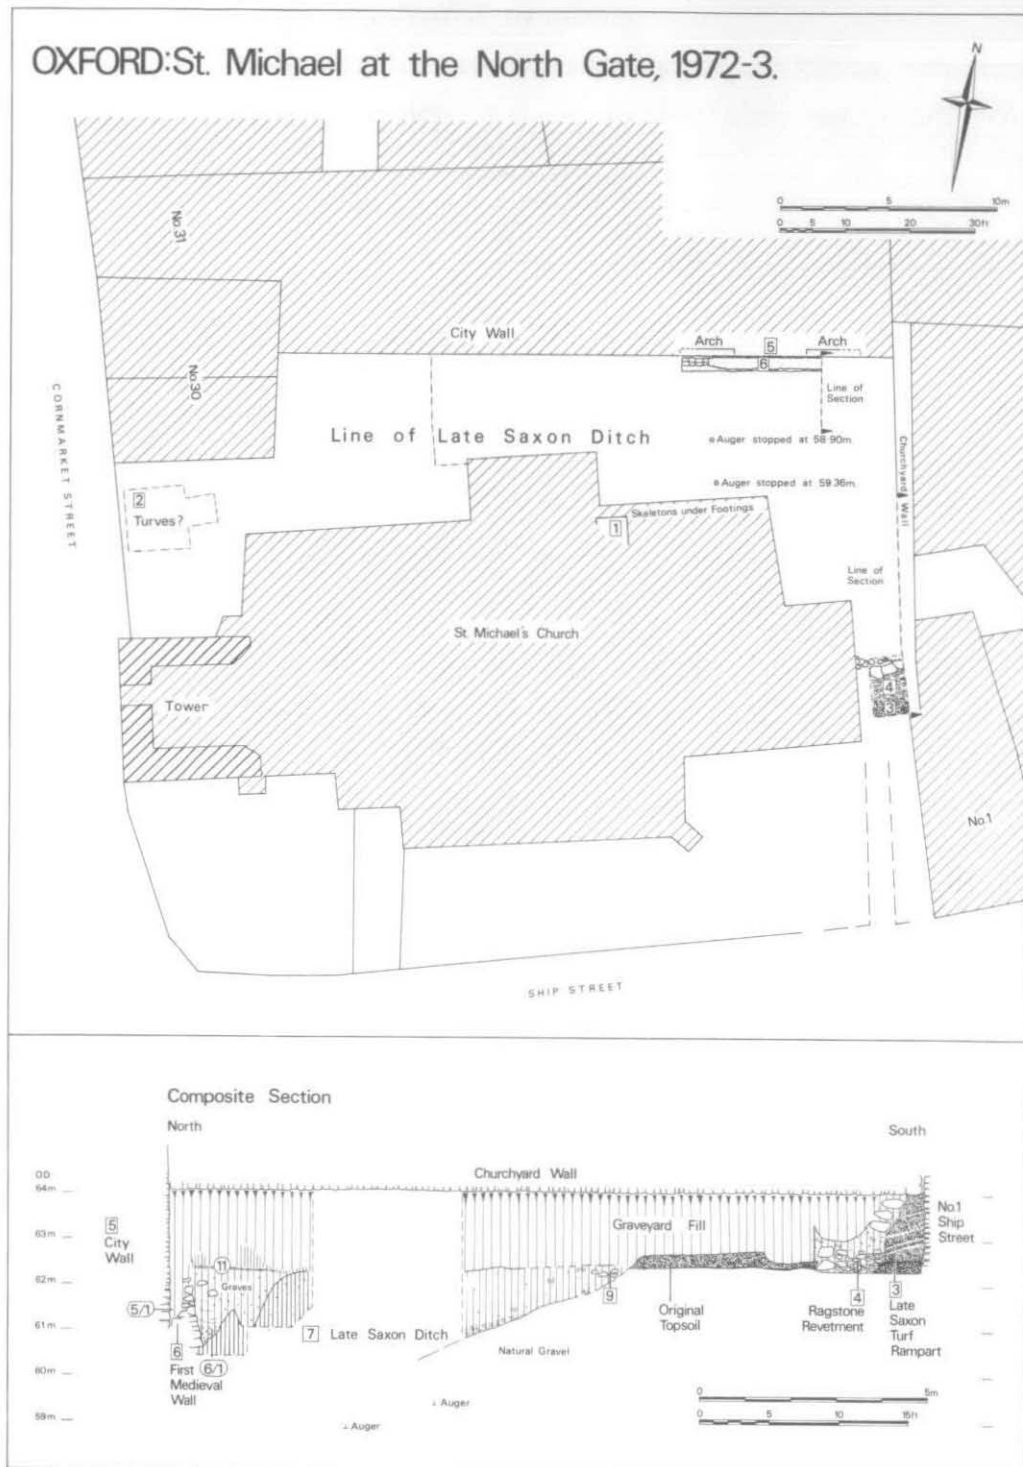 OXFORD:St. Michael at the North Gate, 1972-3.
N
0 5 10m
0 5 10 20 30ft
No.31
No.30
City Wall
Arch 5 Arch
6
Line of
Section
CORNMARKET STREET
Line of Late Saxon Ditch
Auger stopped at 58·90m.
Auger stopped at 59·36m.
Churchyard Wall
2
Turves?
Skeletons under Footings
1
Line of
Section
St. Michael's Church
4
3
Tower
No.1
SHIP STREET
Composite Section
North
South
O.D.
64m
Churchyard Wall
63m
5
City
Wall
Graveyard Fill
No.1
Ship
Street
62m
11
Graves
5/1
9
Original
Topsoil
4
Ragstone
Revetment
3
Late
Saxon
Turf
Rampart
61m
7 Late Saxon Ditch
Natural Gravel
6
First 6/1
Medieval
Wall
60m
59m
Auger
Auger
0 5m
0 5 10 15ft